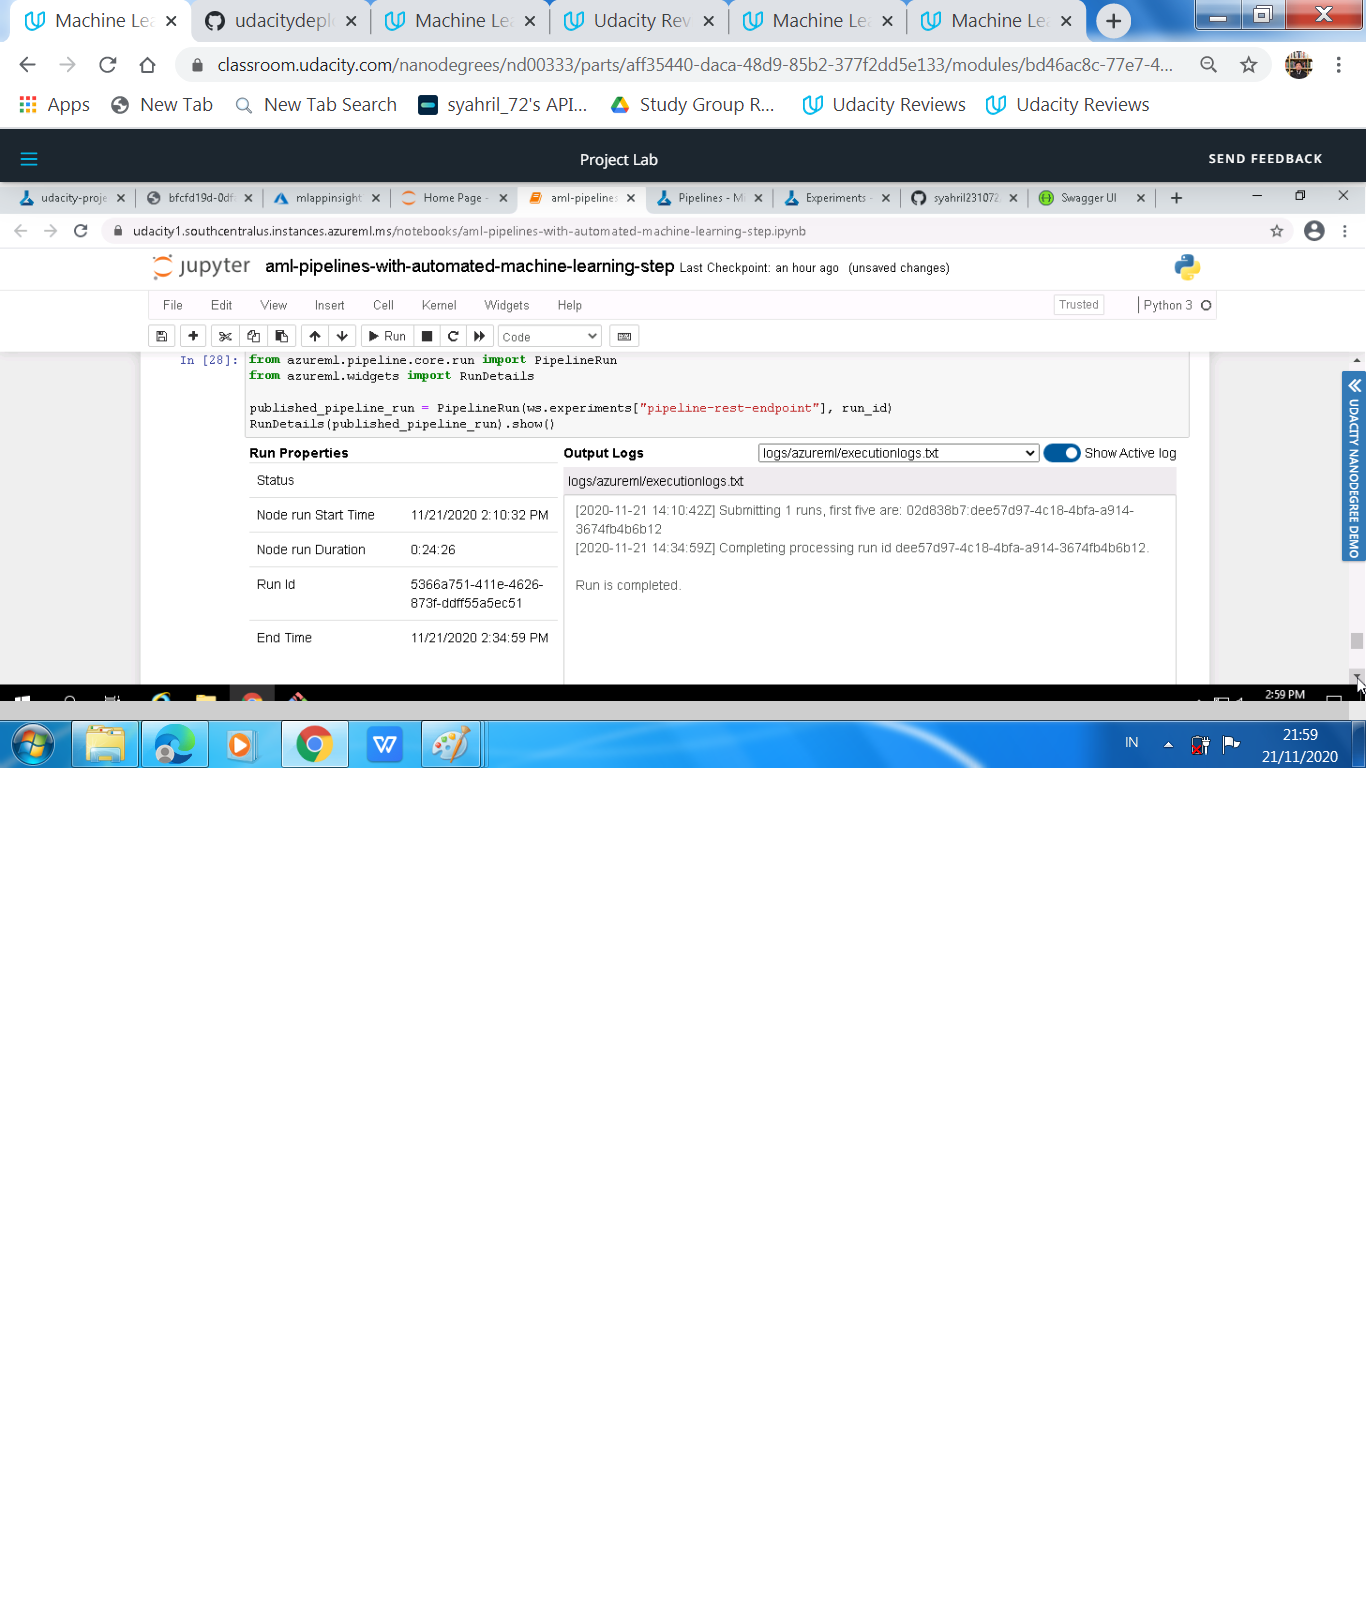 Machine Le
udacitydepl
Machine Le
Udacity Rev
Machine Le
Machine Le
classroom.udacity.com/nanodegrees/nd00333/parts/aff35440-daca-48d9-85b2-377f2dd5e133/modules/bd46ac8c-77e7-4...
Apps
New Tab
New Tab Search
syahril_72's API...
Study Group R...
Udacity Reviews
Udacity Reviews
Project Lab
SEND FEEDBACK
udacity-proje
bfcfd19d-0df
mlappinsight
Home Page -
aml-pipelines
Pipelines - Mi
Experiments -
syahril231072
Swagger UI
udacity1.southcentralus.instances.azureml.ms/notebooks/aml-pipelines-with-automated-machine-learning-step.ipynb
jupyter aml-pipelines-with-automated-machine-learning-step Last Checkpoint: an hour ago (unsaved changes)
File Edit View Insert Cell Kernel Widgets Help
Trusted
Python 3
Run
Code
In [28]: from azureml.pipeline.core.run import PipelineRun
from azureml.widgets import RunDetails
published_pipeline_run = PipelineRun(ws.experiments["pipeline-rest-endpoint"], run_id)
RunDetails(published_pipeline_run).show()
Run Properties
Status
Node run Start Time 11/21/2020 2:10:32 PM
Node run Duration 0:24:26
Run Id 5366a751-411e-4626-
873f-ddff55a5ec51
End Time 11/21/2020 2:34:59 PM
Output Logs
logs/azureml/executionlogs.txt
Show Active log
logs/azureml/executionlogs.txt
[2020-11-21 14:10:42Z] Submitting 1 runs, first five are: 02d838b7:dee57d97-4c18-4bfa-a914-
3674fb4b6b12
[2020-11-21 14:34:59Z] Completing processing run id dee57d97-4c18-4bfa-a914-3674fb4b6b12.
Run is completed.
UDACITY NANODEGREE DEMO
2:59 PM
IN
21:59
21/11/2020